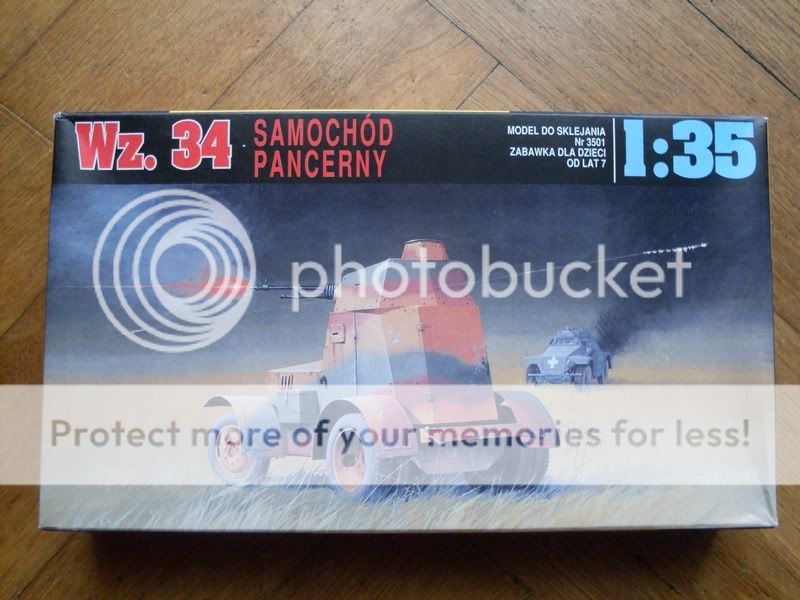 Wz. 34
SAMOCHÓD
PANCERNY
MODEL DO SKLEJANIA
Nr 3501
ZABAWKA DLA DZIECI
OD LAT 7
1:35
photobucket
Protect more of your memories for less!